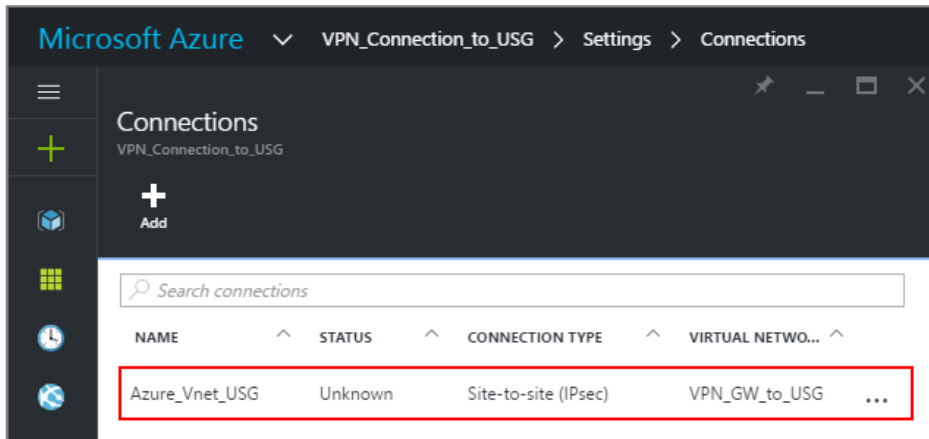 Microsoft Azure VPN_Connection_to_USG > Settings > Connections
Connections
VPN_Connection_to_USG
Add
Search connections
NAME STATUS CONNECTION TYPE VIRTUAL NETWO...
Azure_Vnet_USG Unknown Site-to-site (IPsec) VPN_GW_to_USG ...